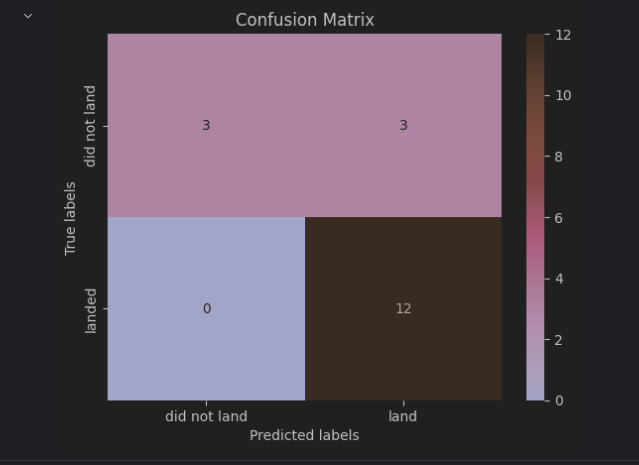 Confusion Matrix
did not land
landed
True labels
3
3
0
12
did not land
land
Predicted labels
12
10
8
6
4
2
0